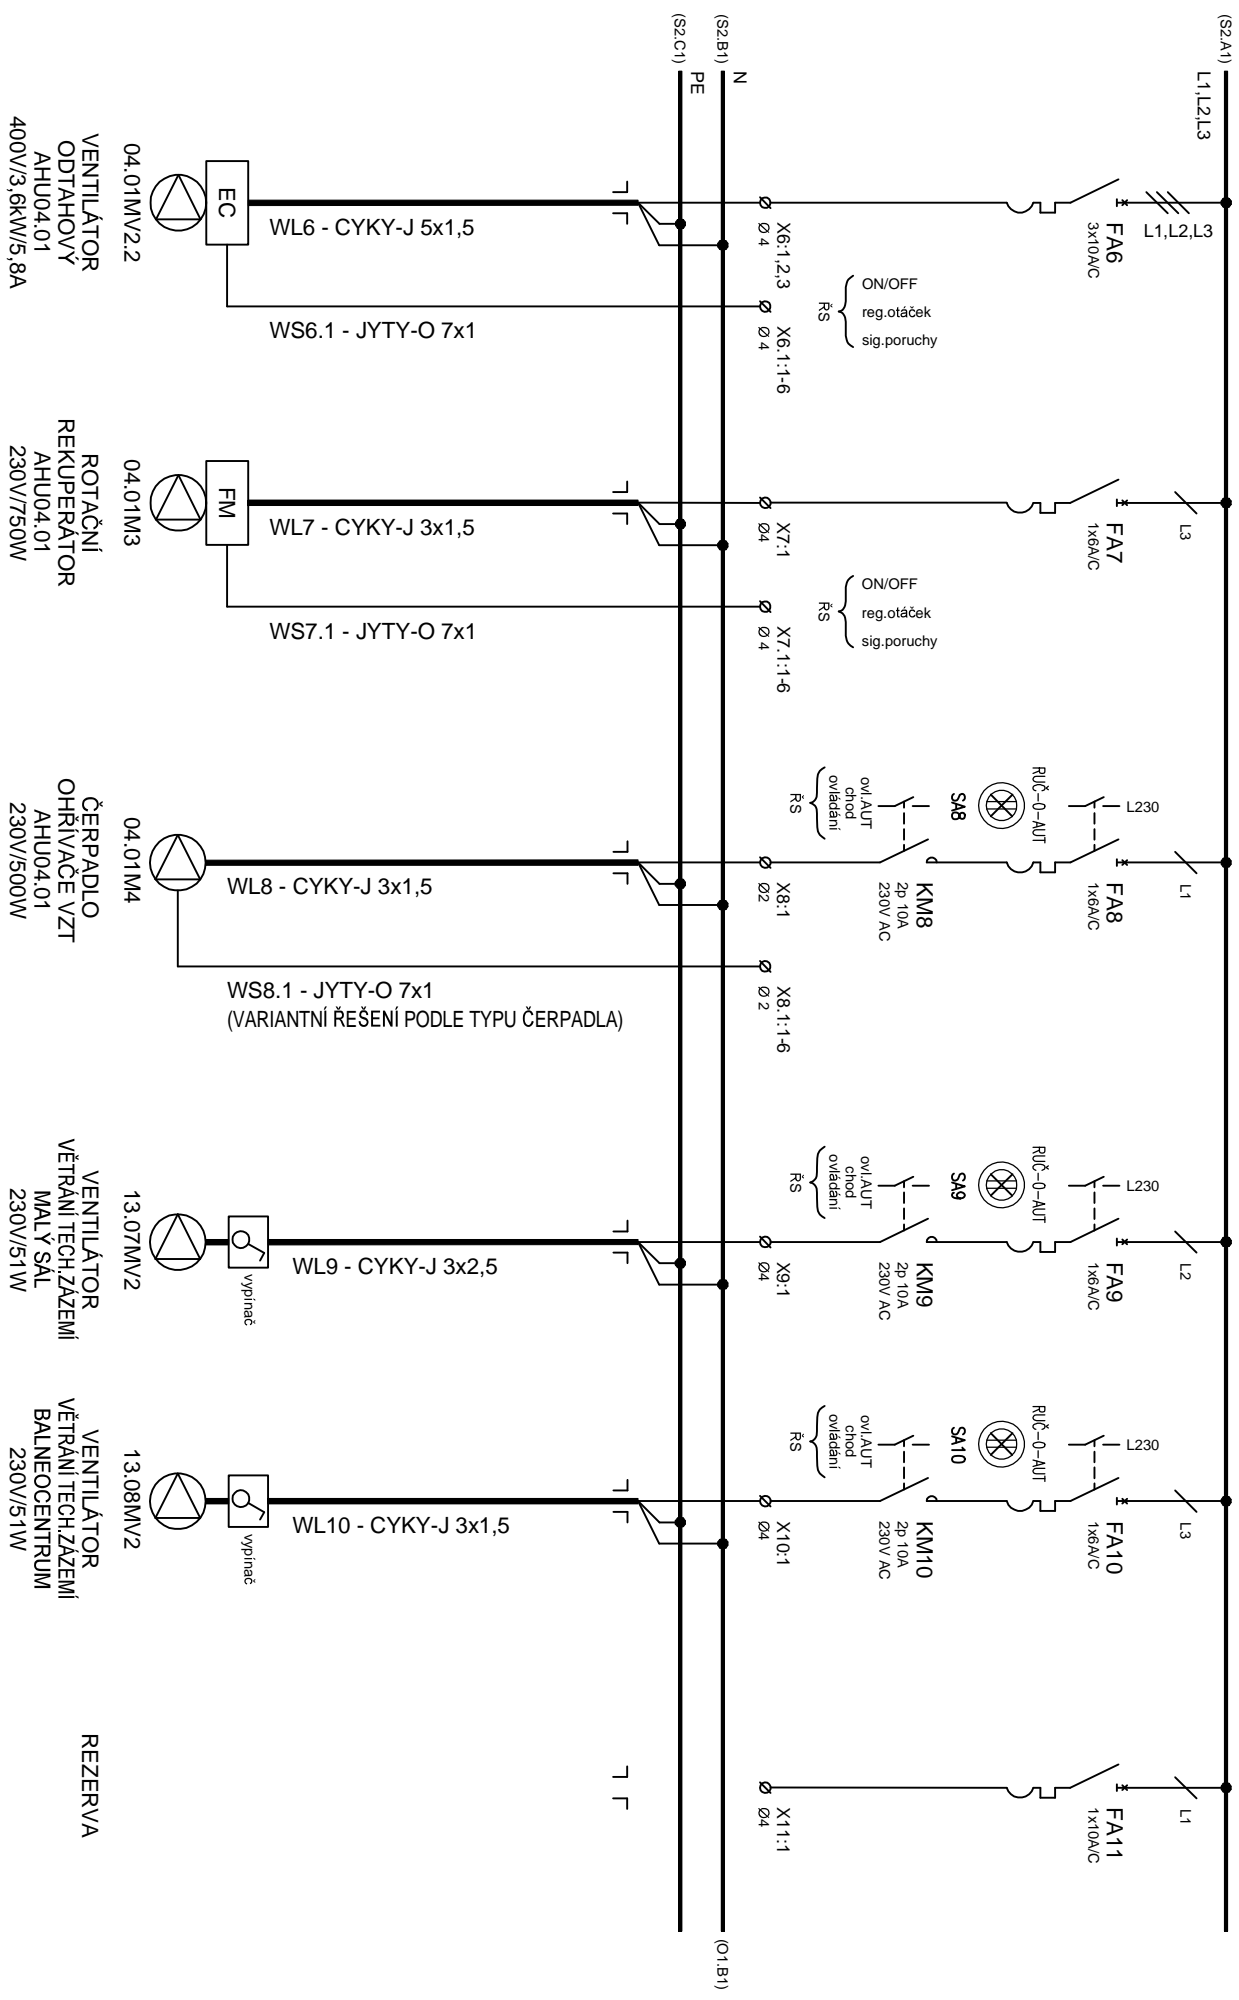 (S2.A1)
L1,L2,L3
(S2.B1)
N
(S2.C1)
PE
(O1.B1)
L1,L2,L3
FA6
3x10A/C
ON/OFF
reg.otáček
sig.poruchy
ŘS
X6:1,2,3
Ø 4
X6.1:1-6
Ø 4
WL6 - CYKY-J 5x1,5
WS6.1 - JYTY-O 7x1
EC
04.01MV2.2
VENTILÁTOR
ODTAHOVÝ
AHU04.01
400V/3,6kW/5,8A
L3
FA7
1x6A/C
ON/OFF
reg.otáček
sig.poruchy
ŘS
X7:1
Ø4
X7.1:1-6
Ø 4
WL7 - CYKY-J 3x1,5
WS7.1 - JYTY-O 7x1
FM
04.01M3
ROTAČNÍ
REKUPERÁTOR
AHU04.01
230V/750W
L1
FA8
1x6A/C
L230
RUČ-0-AUT
SA8
KM8
2p 10A
230V AC
ovl.AUT
chod
ovládání
ŘS
X8:1
Ø2
X8.1:1-6
Ø 2
WL8 - CYKY-J 3x1,5
WS8.1 - JYTY-O 7x1
(VARIANTNÍ ŘEŠENÍ PODLE TYPU ČERPADLA)
04.01M4
ČERPADLO
OHŘÍVAČE VZT
AHU04.01
230V/500W
L2
FA9
1x6A/C
L230
RUČ-0-AUT
SA9
KM9
2p 10A
230V AC
ovl.AUT
chod
ovládání
ŘS
X9:1
Ø4
WL9 - CYKY-J 3x2,5
vypínač
13.07MV2
VENTILÁTOR
VĚTRÁNÍ TECH.ZÁZEMÍ
MALÝ SÁL
230V/51W
L3
FA10
1x6A/C
L230
RUČ-0-AUT
SA10
KM10
2p 10A
230V AC
ovl.AUT
chod
ovládání
ŘS
X10:1
Ø4
WL10 - CYKY-J 3x1,5
vypínač
13.08MV2
VENTILÁTOR
VĚTRÁNÍ TECH.ZÁZEMÍ
BALNEOCENTRUM
230V/51W
L1
FA11
1x10A/C
X11:1
Ø4
REZERVA